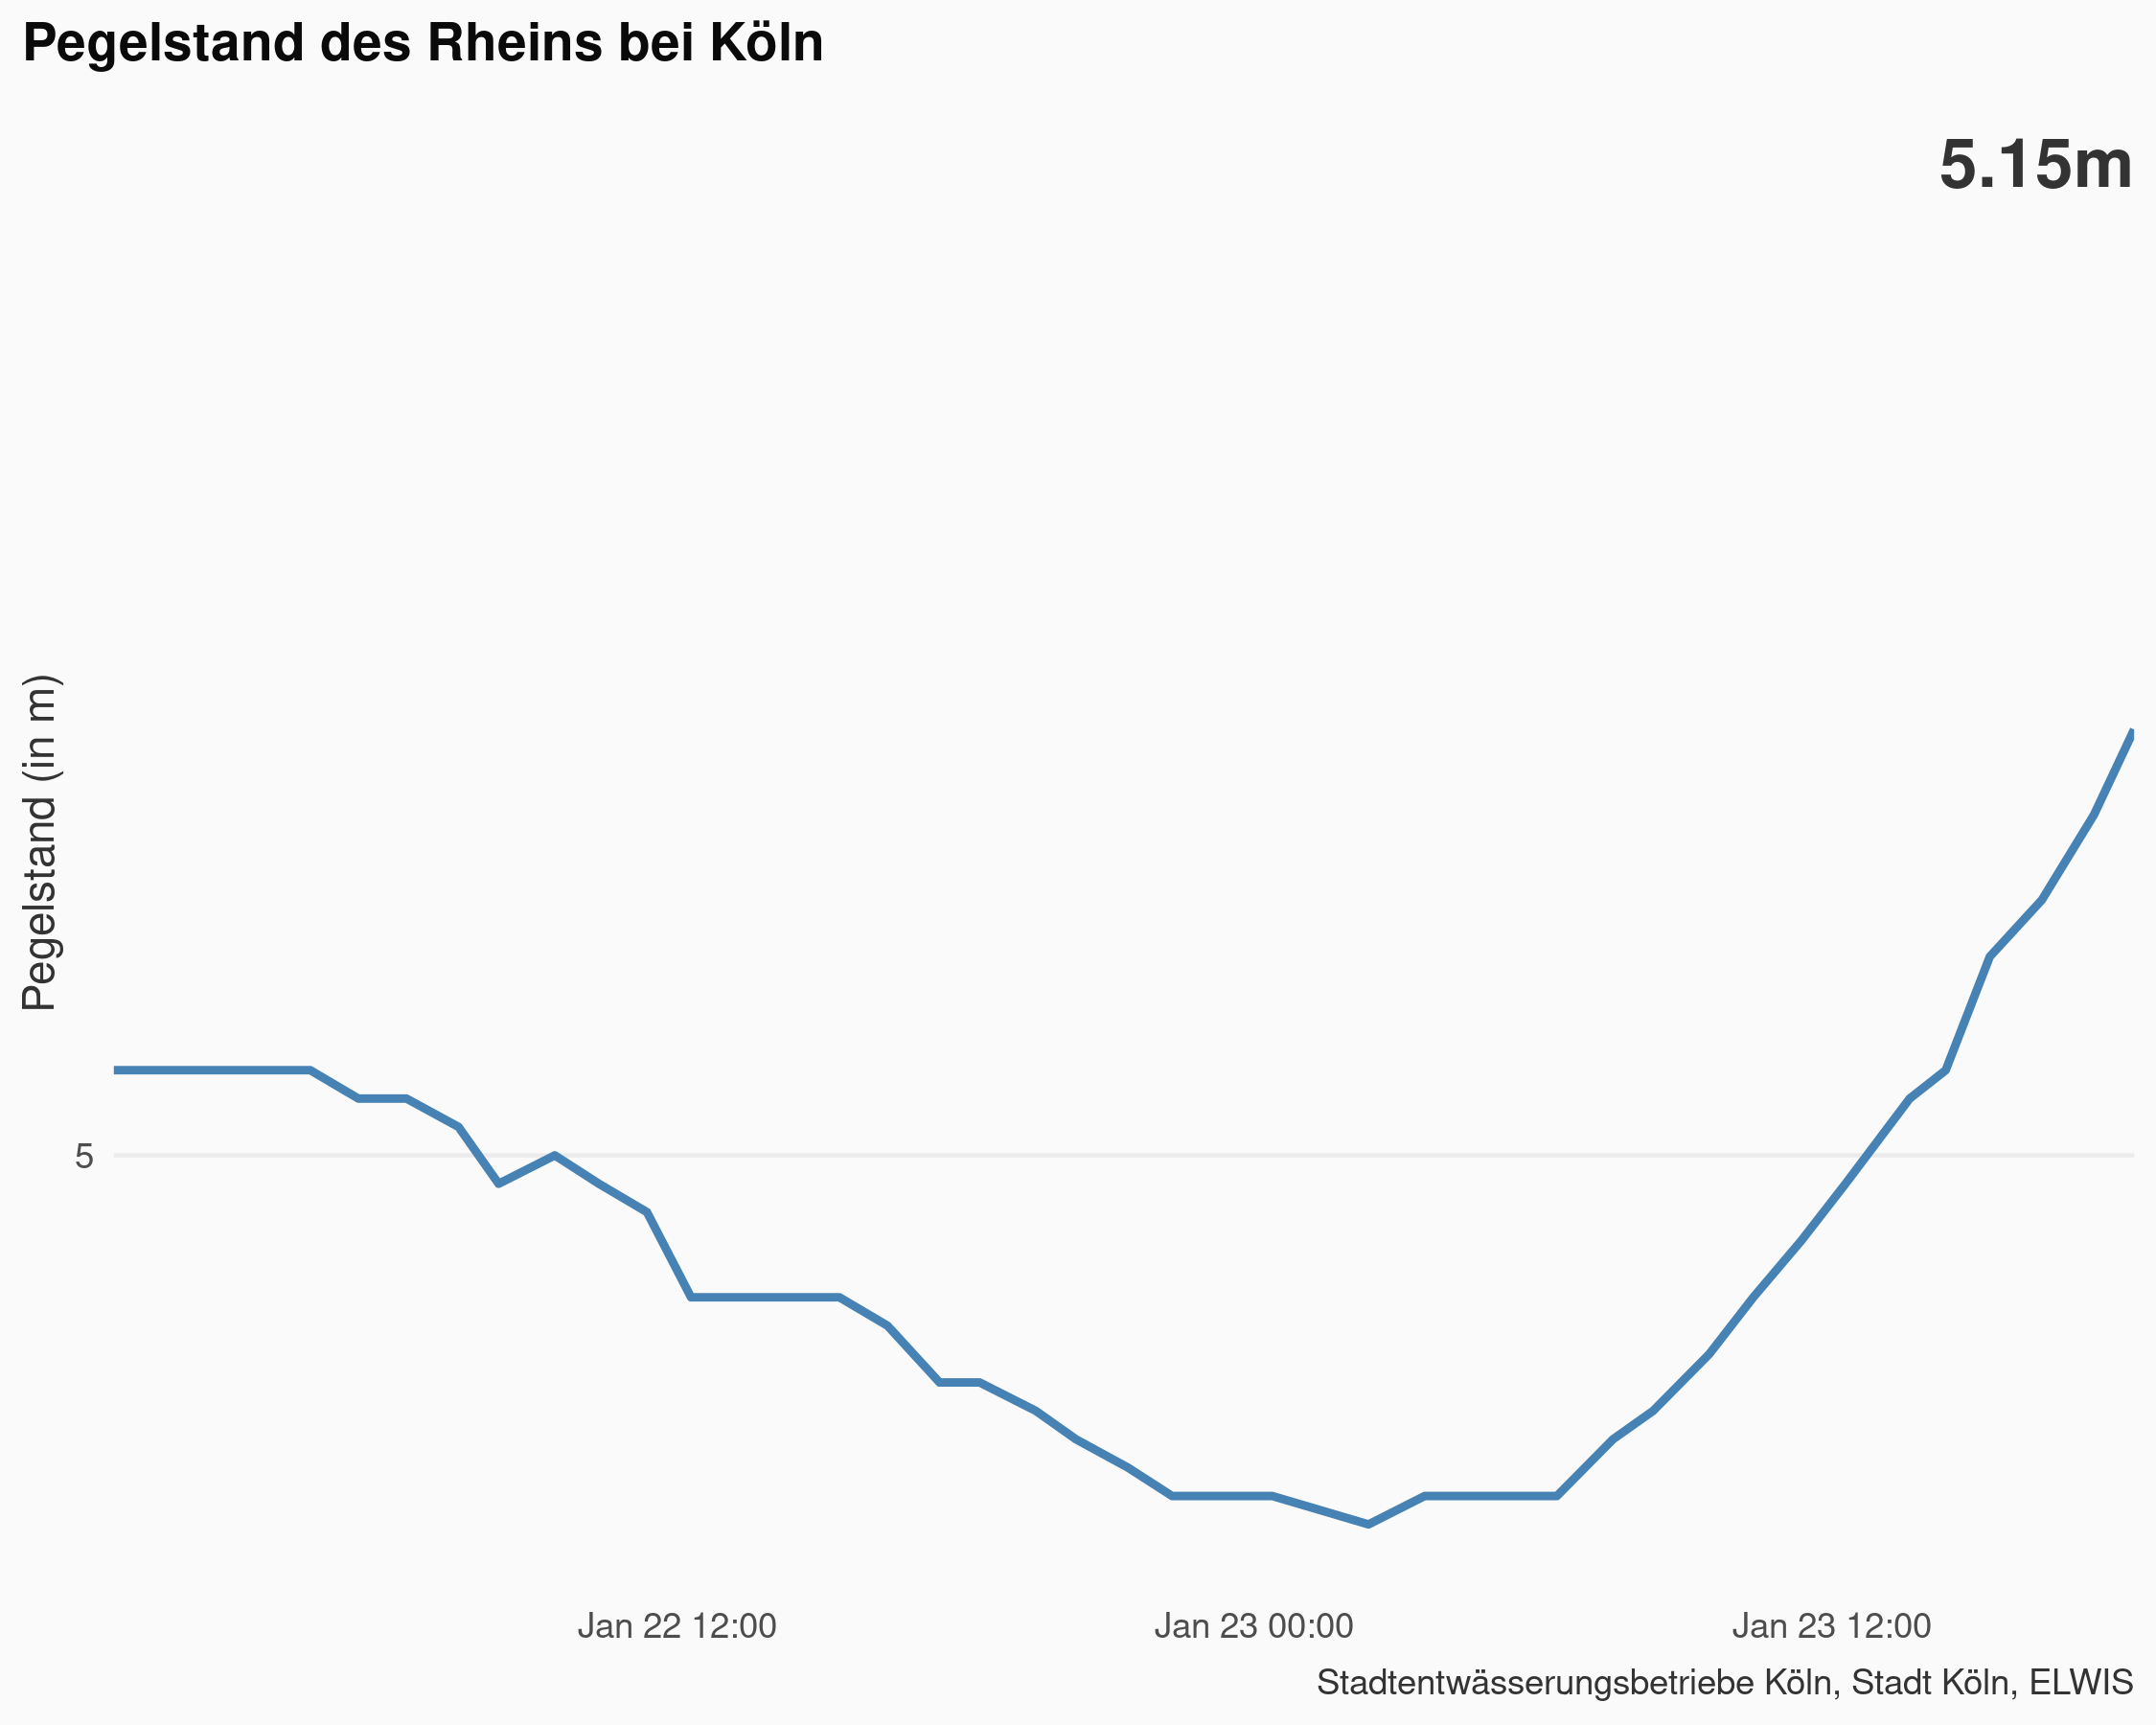 Pegelstand des Rheins bei Köln
5.15m
Pegelstand (in m)
5
Jan 22 12:00
Jan 23 00:00
Jan 23 12:00
Stadtentwässerungsbetriebe Köln, Stadt Köln, ELWIS